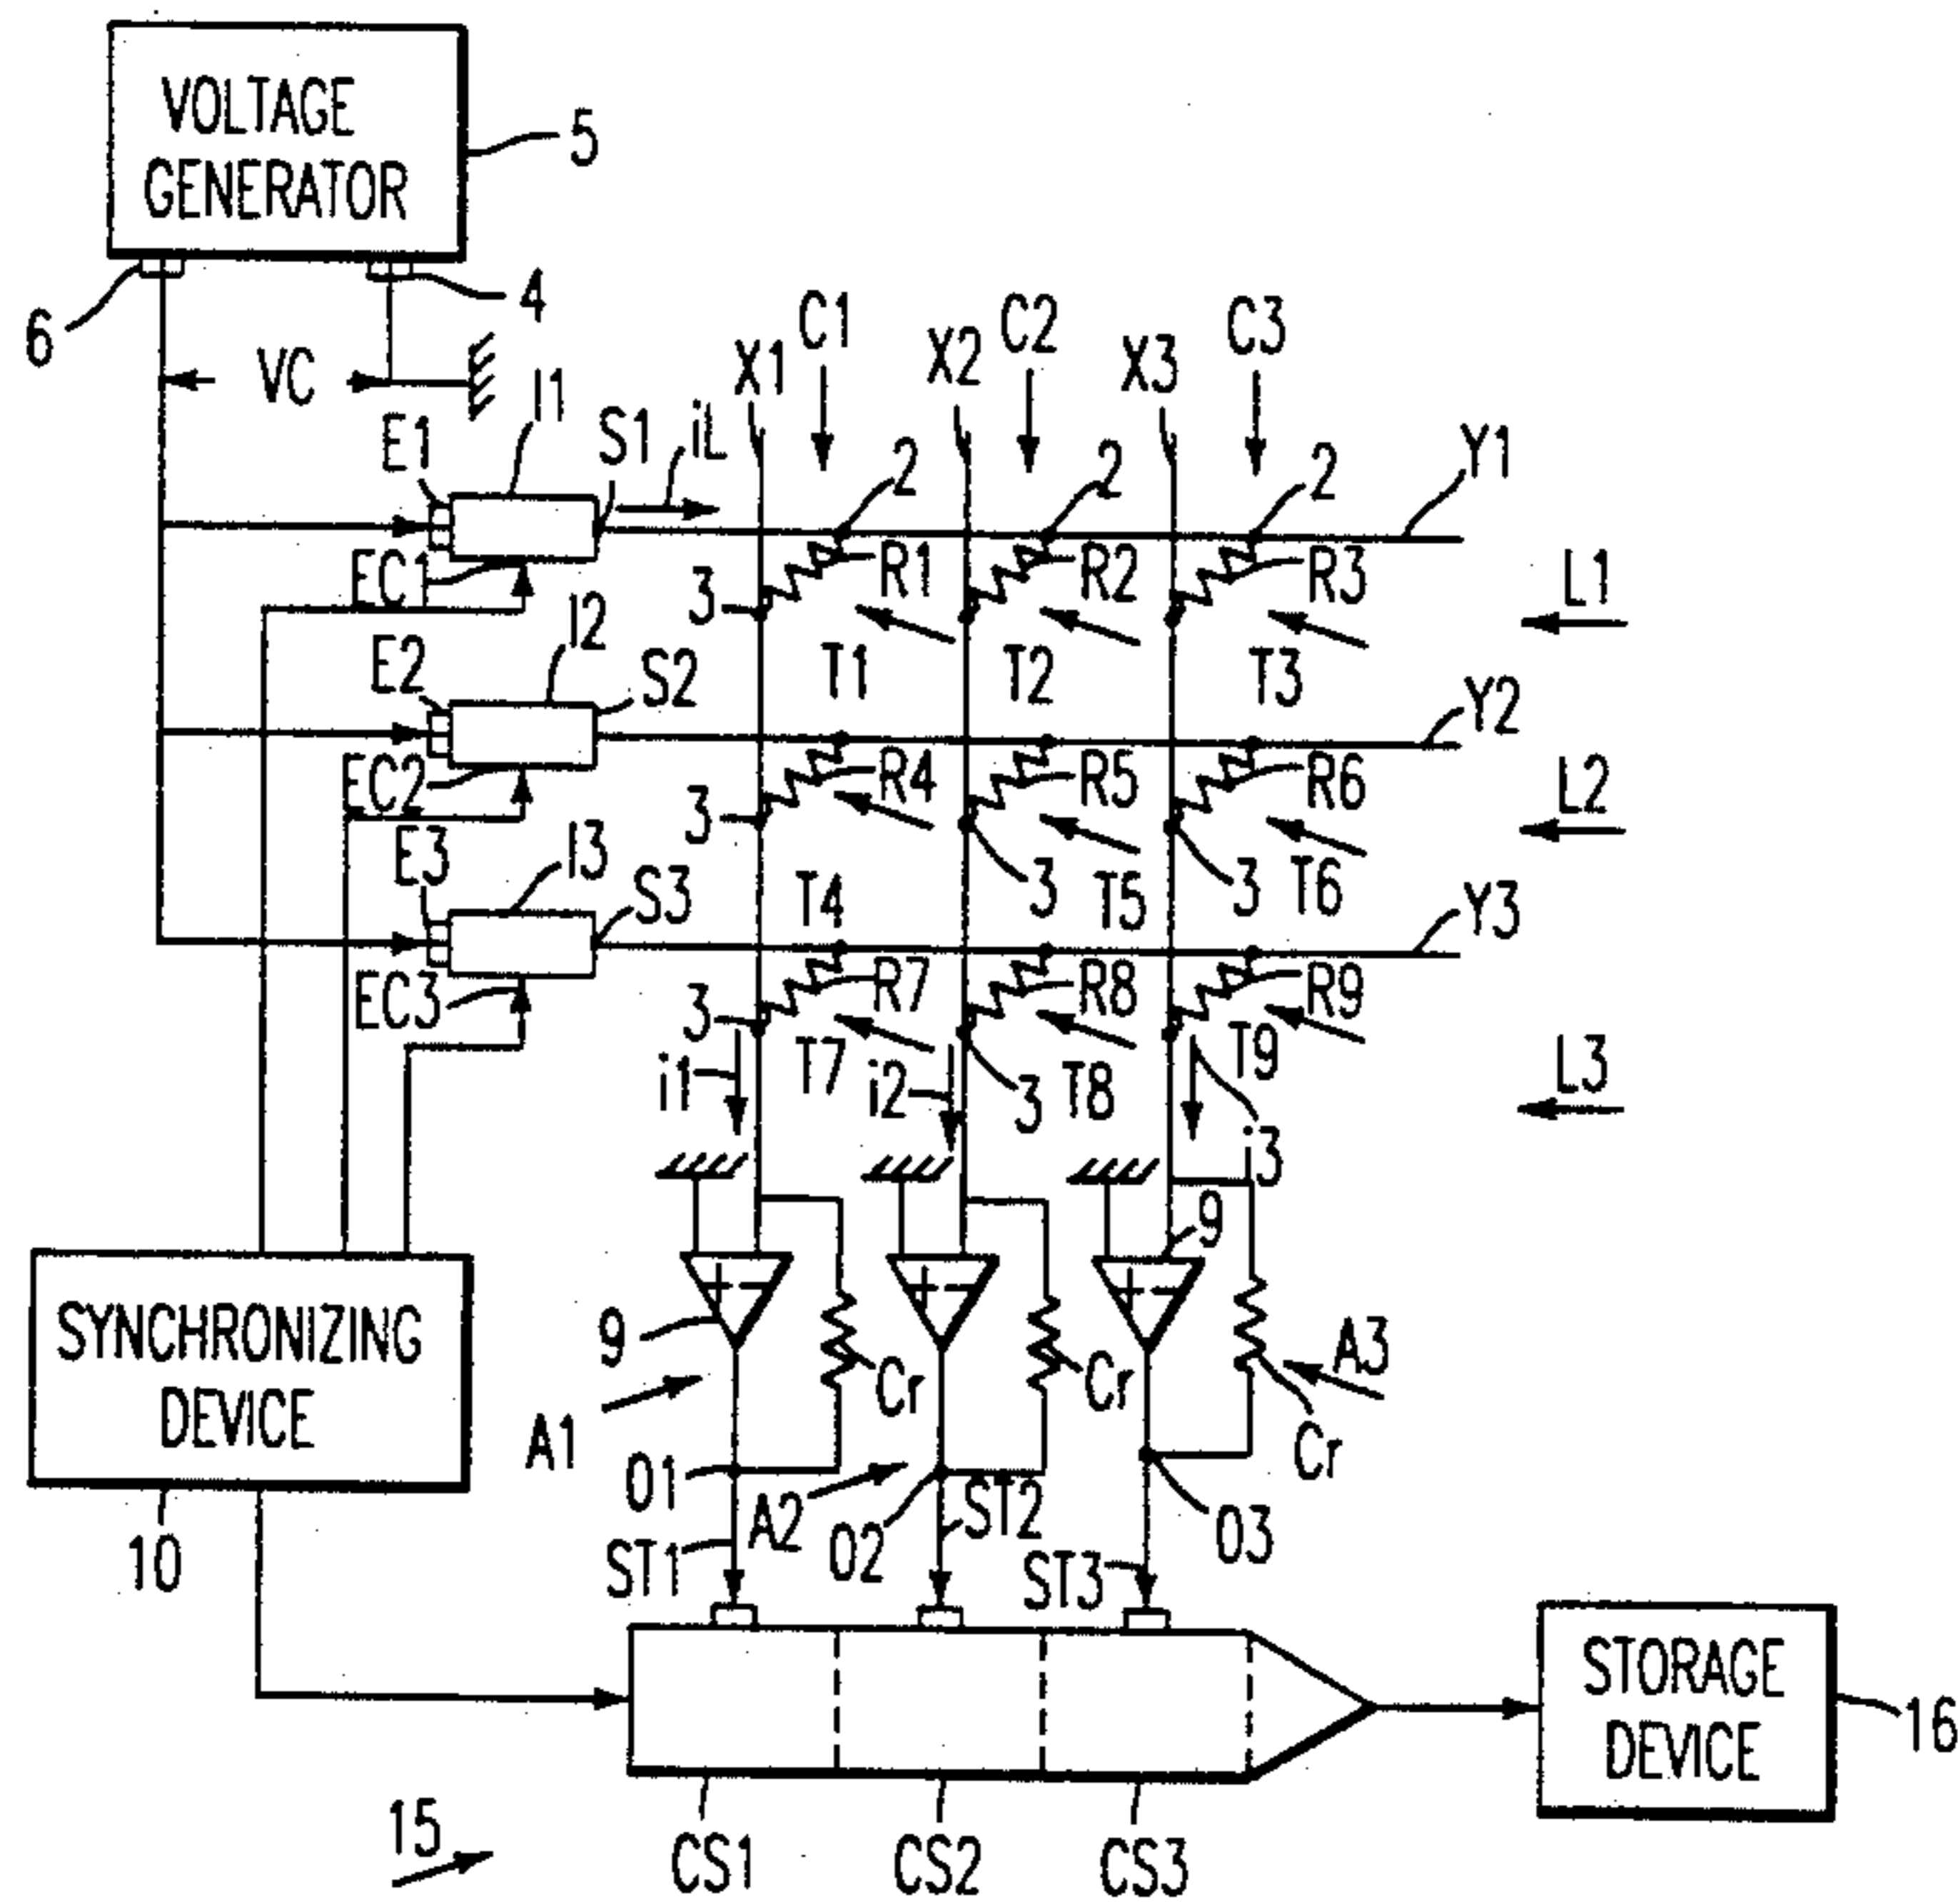 VOLTAGE
GENERATOR
5
6
4
VC
C1
C2
C3
X1
X2
X3
E1
I1
S1
iL
2
2
2
Y1
EC1
3
R1
R2
R3
L1
I2
E2
S2
T1
T2
T3
Y2
EC2
3
R4
R5
R6
L2
E3
I3
S3
3
3
T4
T5
T6
Y3
EC3
3
R7
R8
R9
i1
T7
i2
3
T8
T9
L3
i3
9
SYNCHRONIZING
DEVICE
9
Cr
Cr
A3
A1
Cr
O1
A2
O2
ST2
O3
10
ST1
ST3
STORAGE
DEVICE
16
15
CS1
CS2
CS3